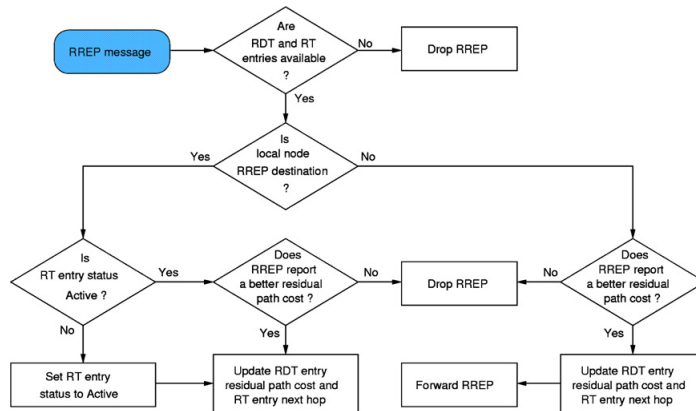 RREP message
Are
RDT and RT
entries available
?
No
Drop RREP
Yes
Is
local node
RREP destination
?
Yes
No
Is
RT entry status
Active ?
Yes
Does
RREP report
a better residual
path cost ?
No
Drop RREP
No
Does
RREP report
a better residual
path cost ?
No
Yes
Yes
Set RT entry
status to Active
Update RDT entry
residual path cost and
RT entry next hop
Forward RREP
Update RDT entry
residual path cost and
RT entry next hop